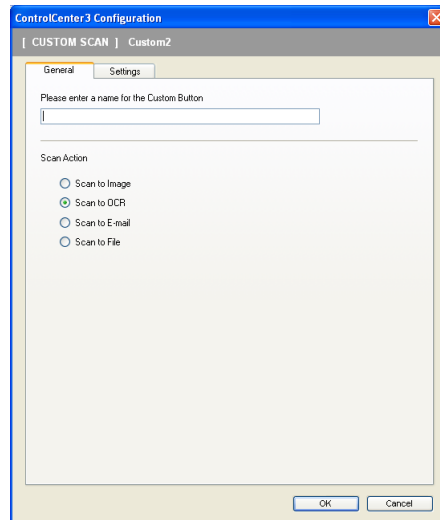 ControlCenter3 Configuration
[ CUSTOM SCAN ] Custom2
General Settings
Please enter a name for the Custom Button
Scan Action
Scan to Image
Scan to OCR
Scan to E-mail
Scan to File
OK Cancel